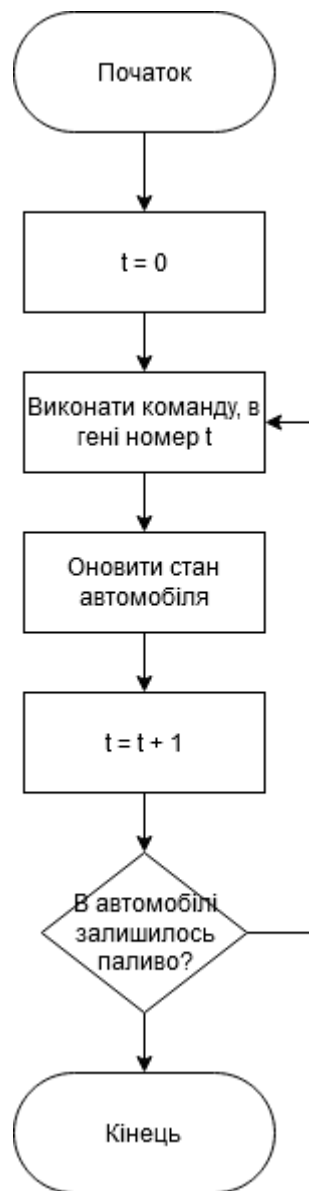 Початок
t = 0
Виконати команду, в
гені номер t
Оновити стан
автомобіля
t = t + 1
В автомобілі
залишилось
паливо?
Кінець